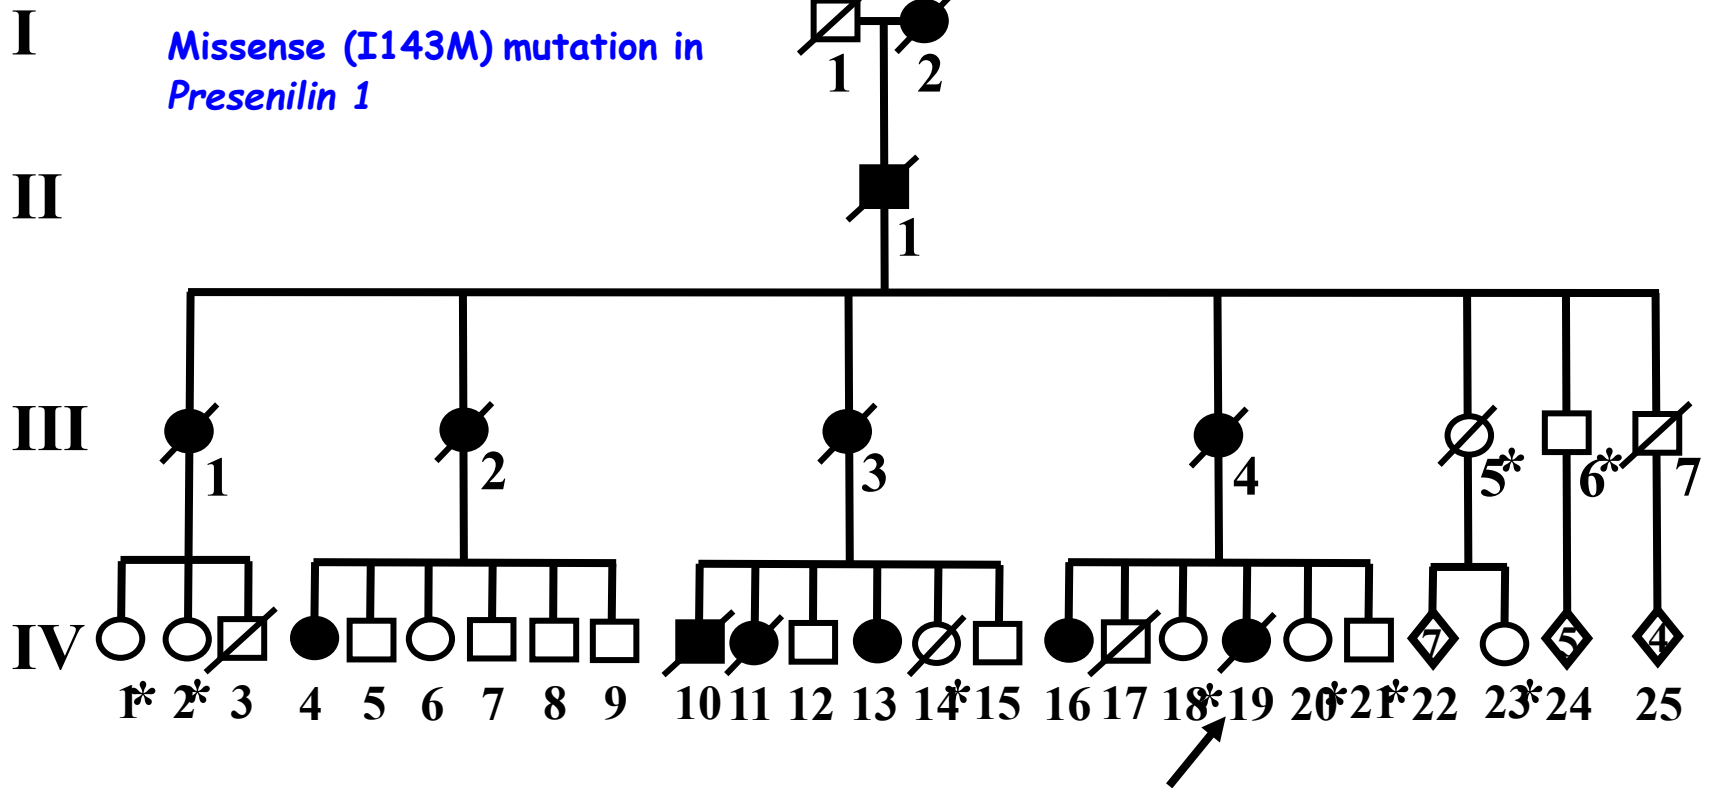 I
Missense (I143M) mutation in
Presenilin 1
1 2
II
1
III
1 2 3 4 5* 6* 7
IV
7 5 4
1* 2* 3 4 5 6 7 8 9 10 11 12 13 14* 15 16 17 18* 19 20* 21* 22 23* 24 25